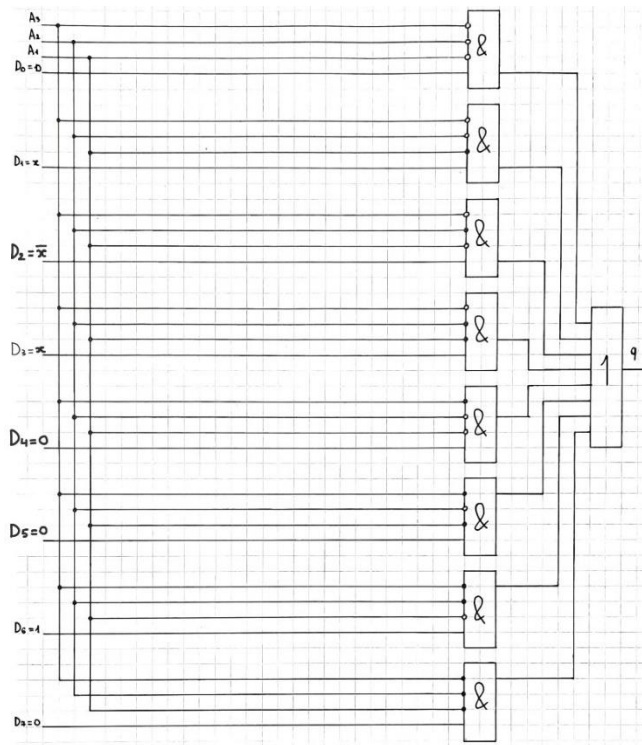 A₃
A₂
A₁
D₀=0
&
&
D₁=x
&
D₂=x̅
&
D₃=x
1
q
&
D₄=0
&
D₅=0
&
D₆=1
&
D₇=0